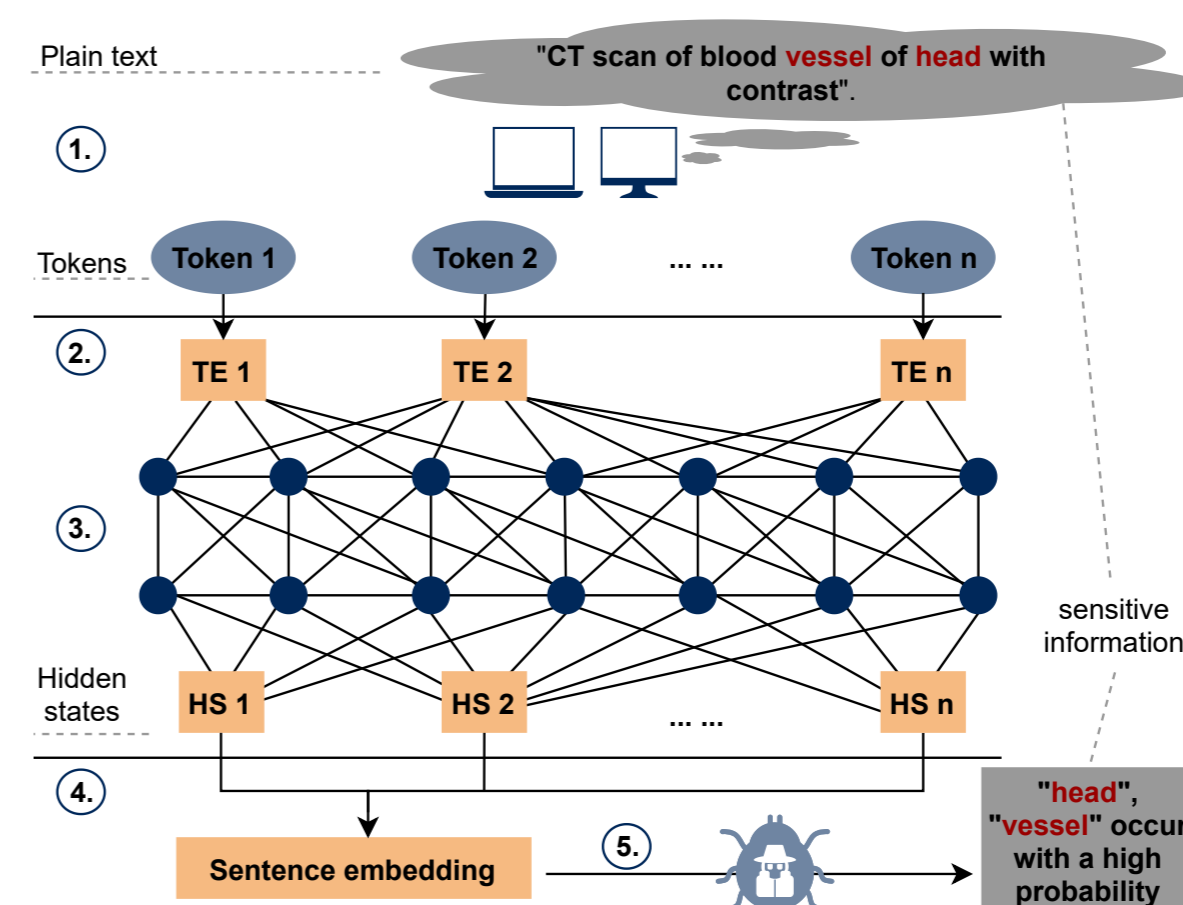 Plain text
"CT scan of blood vessel of head with
contrast".
1.
Tokens
Token 1
Token 2
... ...
Token n
2.
TE 1
TE 2
TE n
3.
sensitive
information
Hidden
states
HS 1
HS 2
... ...
HS n
4.
Sentence embedding
5.
"head",
"vessel" occur
with a high
probability